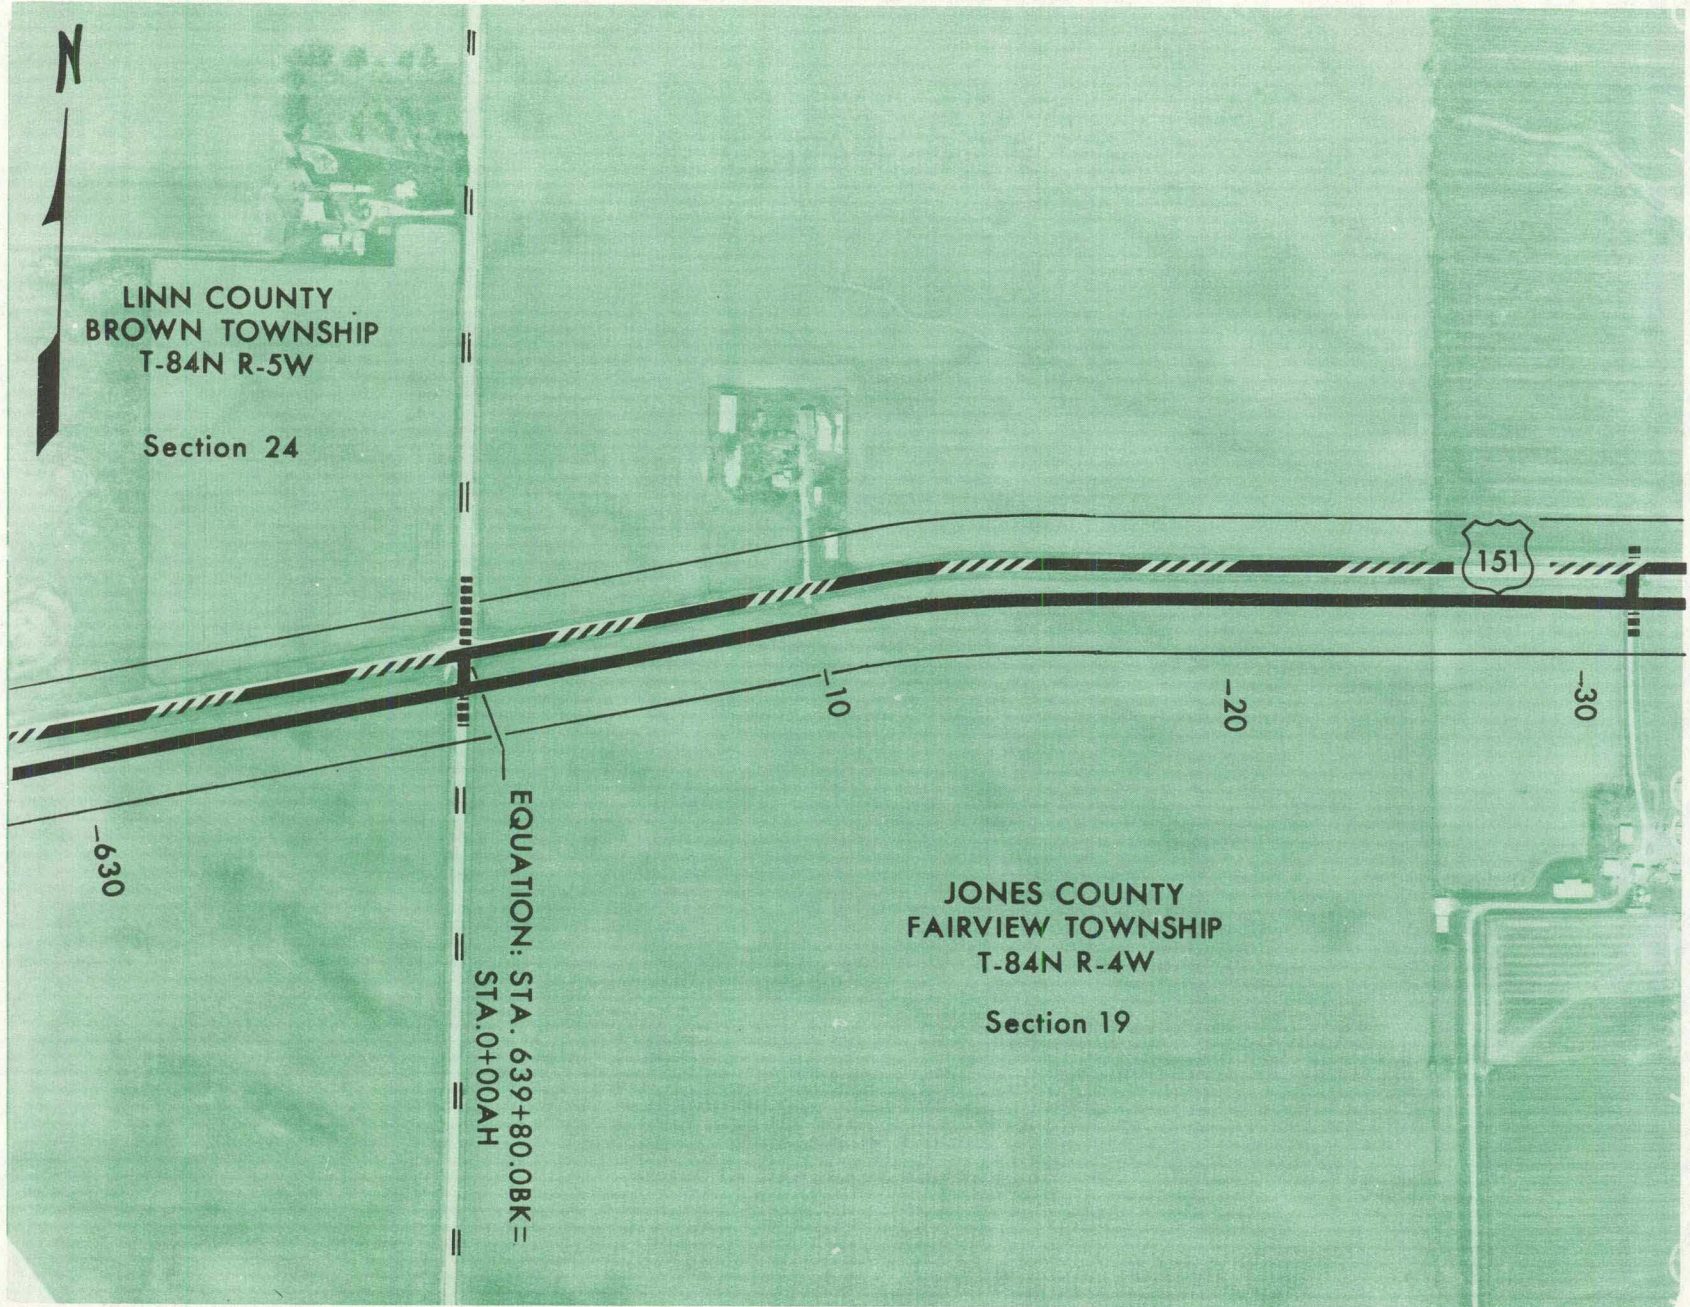 N
LINN COUNTY
BROWN TOWNSHIP
T-84N R-5W
Section 24
151
-10
-20
-30
-630
EQUATION: STA. 639+80.0BK=
STA.0+00AH
JONES COUNTY
FAIRVIEW TOWNSHIP
T-84N R-4W
Section 19